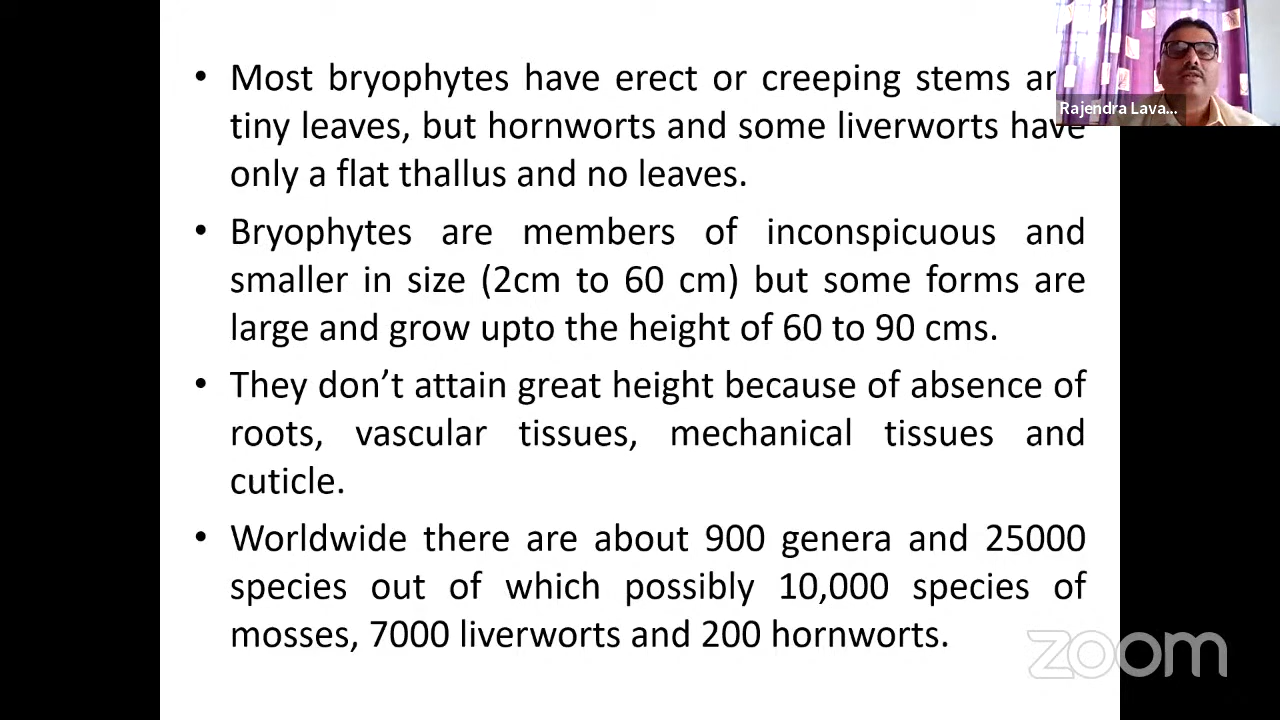 • Most bryophytes have erect or creeping stems an
tiny leaves, but hornworts and some liverworts have
only a flat thallus and no leaves.
• Bryophytes are members of inconspicuous and
smaller in size (2cm to 60 cm) but some forms are
large and grow upto the height of 60 to 90 cms.
• They don’t attain great height because of absence of
roots, vascular tissues, mechanical tissues and
cuticle.
• Worldwide there are about 900 genera and 25000
species out of which possibly 10,000 species of
mosses, 7000 liverworts and 200 hornworts.
Rajendra Lava...
zoom